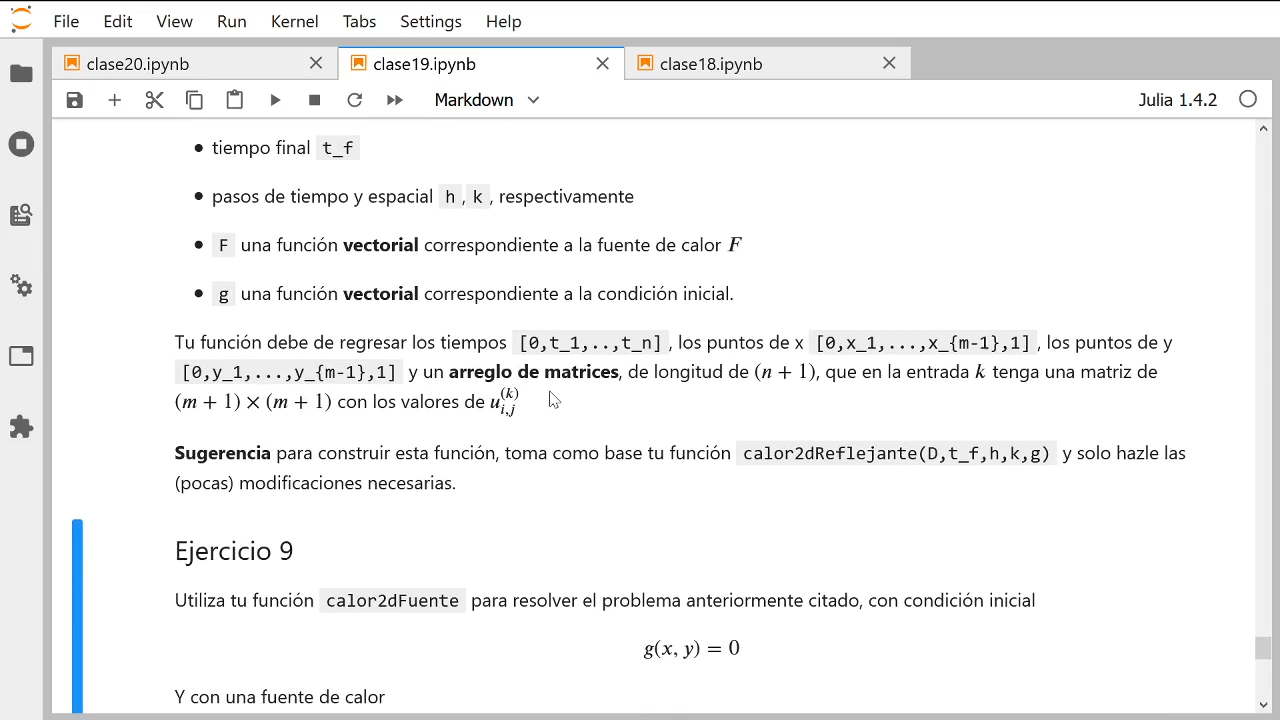 File Edit View Run Kernel Tabs Settings Help
clase20.ipynb clase19.ipynb clase18.ipynb
Markdown Julia 1.4.2
• tiempo final t_f
• pasos de tiempo y espacial h , k , respectivamente
• F una función vectorial correspondiente a la fuente de calor F
• g una función vectorial correspondiente a la condición inicial.
Tu función debe de regresar los tiempos [0,t_1,..,t_n] , los puntos de x [0,x_1,...,x_{m-1},1] , los puntos de y
[0,y_1,...,y_{m-1},1] y un arreglo de matrices, de longitud de (n + 1), que en la entrada k tenga una matriz de
(m + 1) × (m + 1) con los valores de u_{i,j}^{(k)}
Sugerencia para construir esta función, toma como base tu función calor2dReflejante(D,t_f,h,k,g) y solo hazle las
(pocas) modificaciones necesarias.
Ejercicio 9
Utiliza tu función calor2dFuente para resolver el problema anteriormente citado, con condición inicial
g(x, y) = 0
Y con una fuente de calor